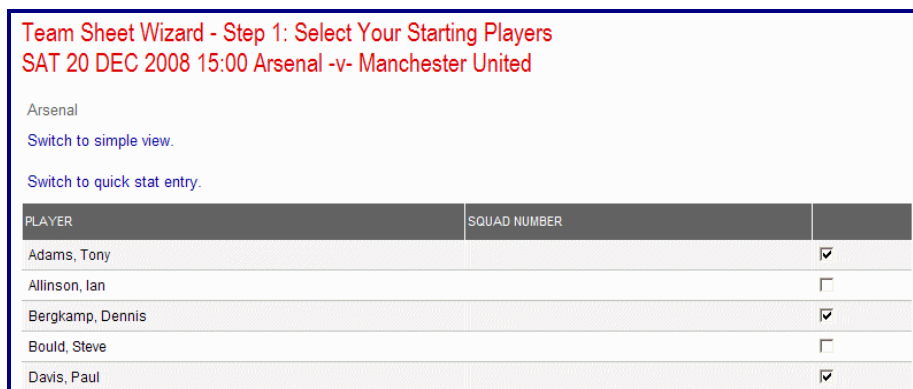 Team Sheet Wizard - Step 1: Select Your Starting Players
SAT 20 DEC 2008 15:00 Arsenal -v- Manchester United
Arsenal
Switch to simple view.
Switch to quick stat entry.
PLAYER SQUAD NUMBER
Adams, Tony
Allinson, Ian
Bergkamp, Dennis
Bould, Steve
Davis, Paul